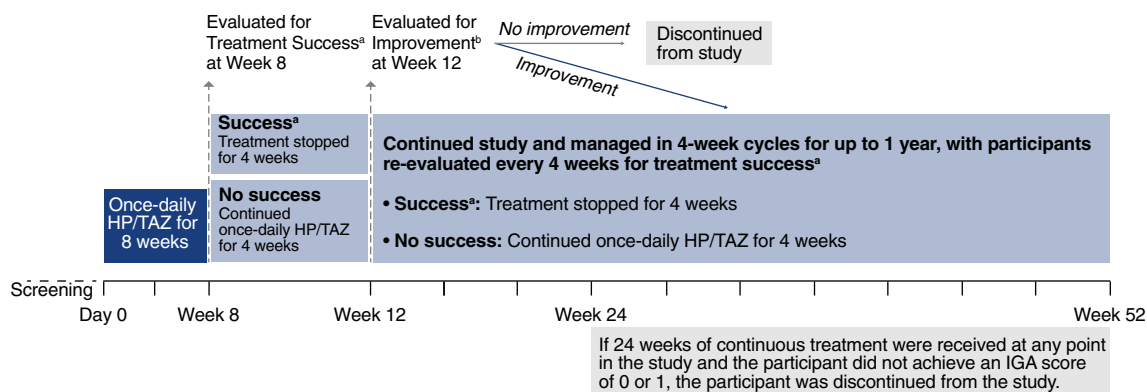 Evaluated for
Treatment Successᵃ
at Week 8
Evaluated for
Improvementᵇ
at Week 12
No improvement
Improvement
Discontinued
from study
Once-daily
HP/TAZ for
8 weeks
Successᵃ
Treatment stopped
for 4 weeks
No success
Continued
once-daily HP/TAZ
for 4 weeks
Continued study and managed in 4-week cycles for up to 1 year, with participants
re-evaluated every 4 weeks for treatment successᵃ
• Successᵃ: Treatment stopped for 4 weeks
• No success: Continued once-daily HP/TAZ for 4 weeks
Screening
Day 0
Week 8
Week 12
Week 24
Week 52
If 24 weeks of continuous treatment were received at any point
in the study and the participant did not achieve an IGA score
of 0 or 1, the participant was discontinued from the study.